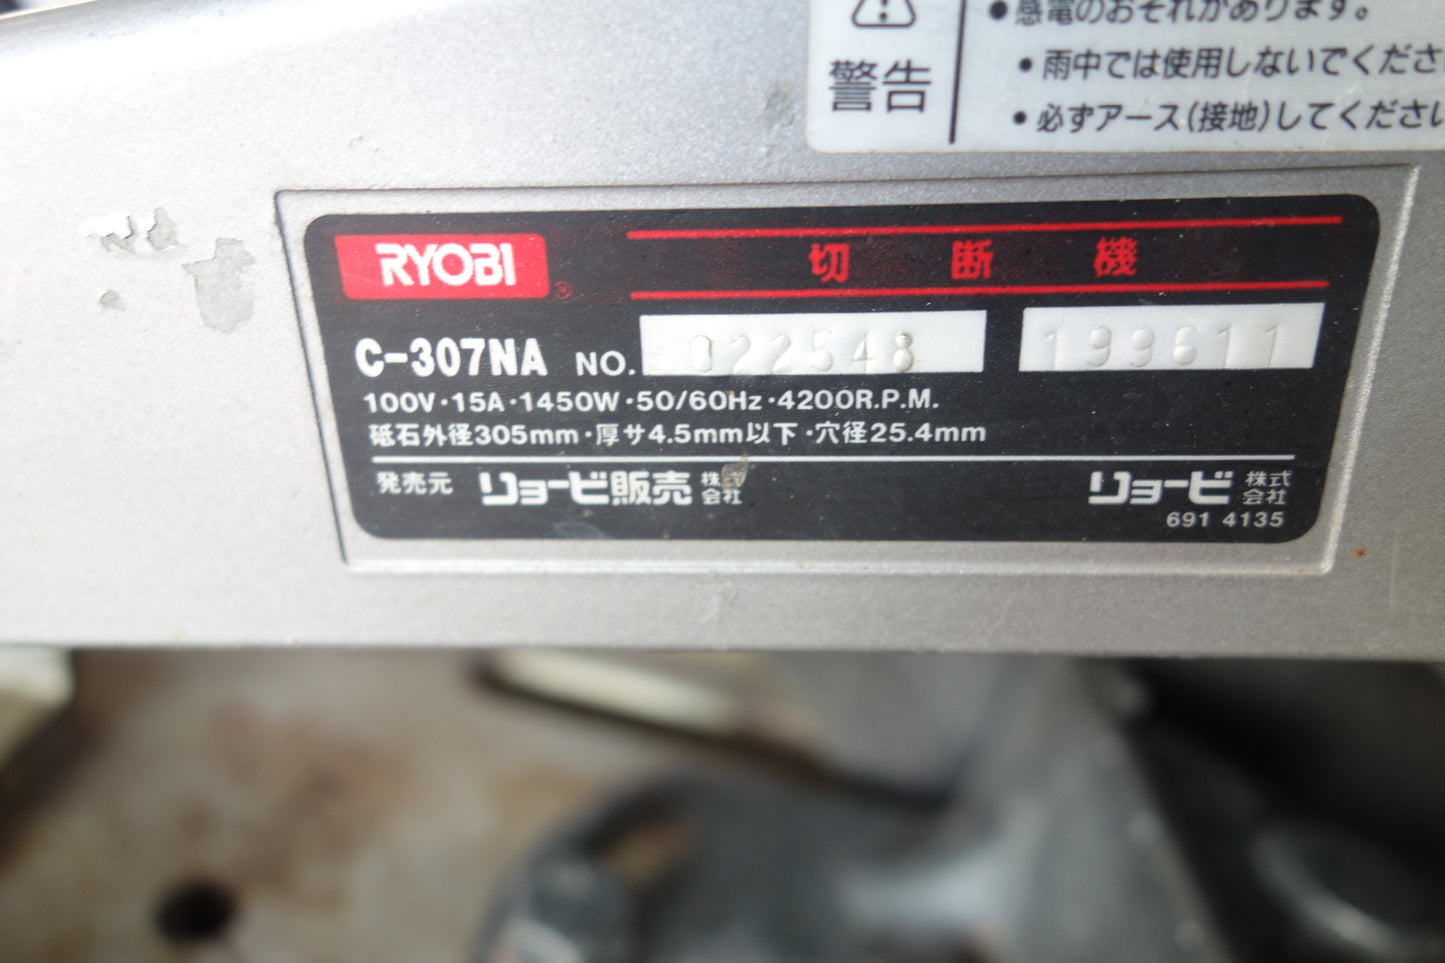 ●感電のおそれがあります。
警告
●雨中では使用しないでくださ
●必ずアース(接地)してください
RYOBI®
切断機
C-307NA NO. 022548 199611
100V・15A・1450W・50/60Hz・4200R.P.M.
砥石外径305mm・厚サ4.5mm以下・穴径25.4mm
発売元 リョービ販売株式会社 リョービ株式会社
691 4135